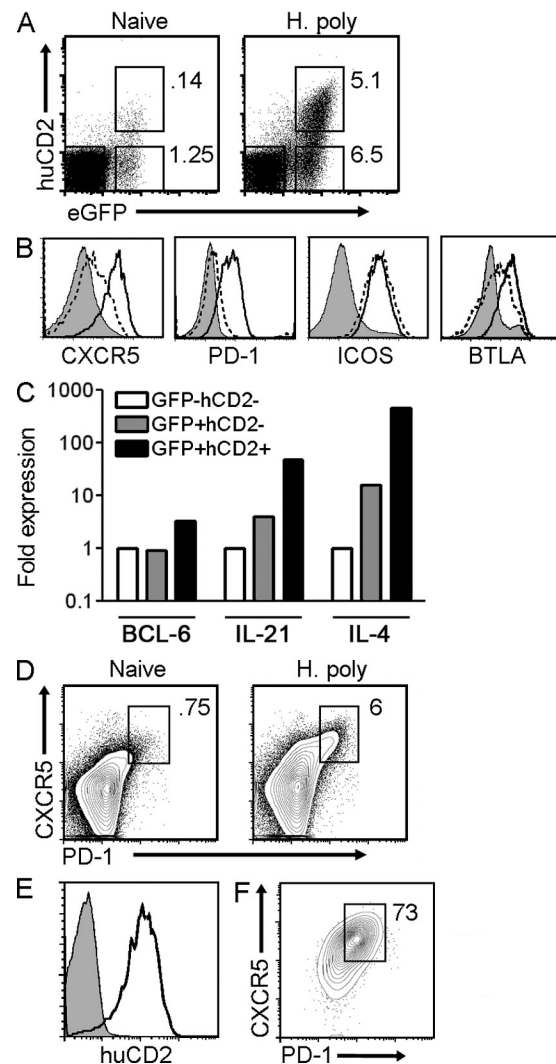 A
Naive
H. poly
.14
5.1
1.25
6.5
huCD2
eGFP
B
CXCR5
PD-1
ICOS
BTLA
C
1000
100
10
1
0.1
Fold expression
GFP-hCD2-
GFP+hCD2-
GFP+hCD2+
BCL-6
IL-21
IL-4
D
Naive
H. poly
.75
6
CXCR5
PD-1
E
huCD2
F
73
CXCR5
PD-1